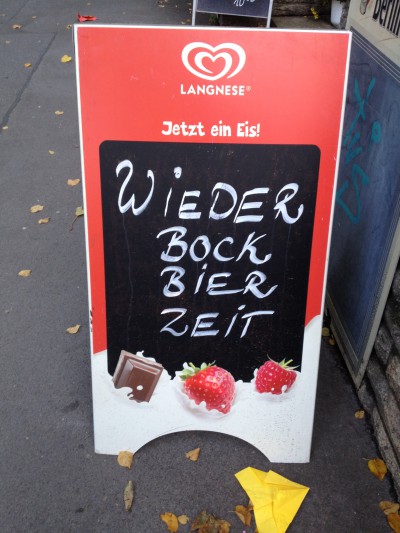 LANGNESE®
Jetzt ein Eis!
WiEDER
BOCK
BiER
ZEiT